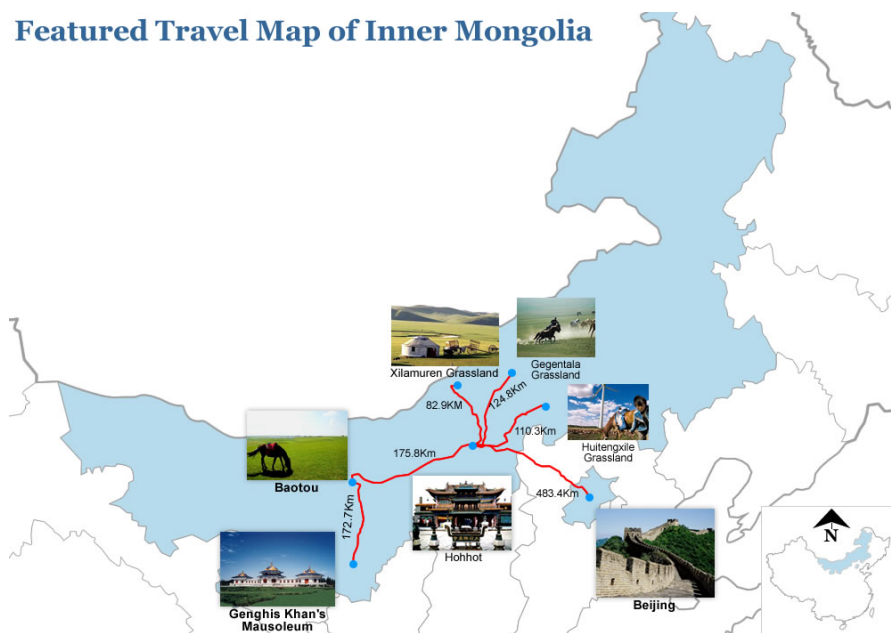 Featured Travel Map of Inner Mongolia
Xilamuren Grassland
Gegentala
Grassland
82.9KM
124.8Km
110.3Km
Huitengxile
Grassland
175.8Km
Baotou
483.4Km
172.7Km
Hohhot
Genghis Khan's
Mausoleum
Beijing
N